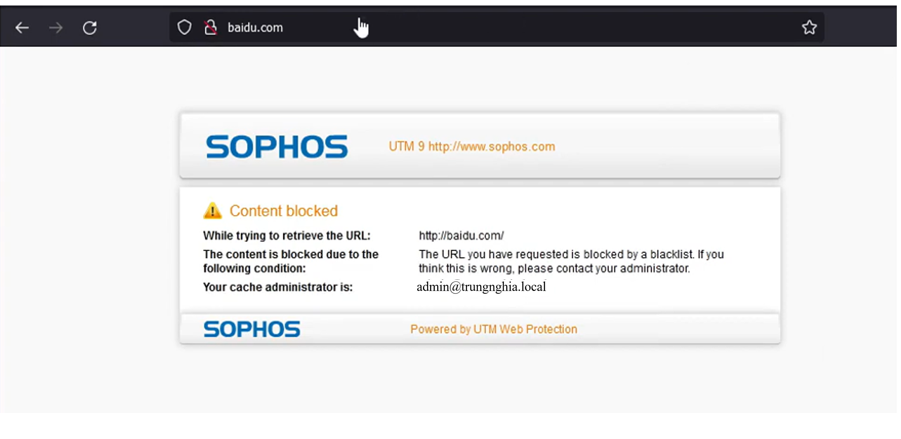 baidu.com
SOPHOS UTM 9 http://www.sophos.com
Content blocked
While trying to retrieve the URL: http://baidu.com/
The content is blocked due to the following condition: The URL you have requested is blocked by a blacklist. If you think this is wrong, please contact your administrator.
Your cache administrator is: admin@trungnghia.local
SOPHOS Powered by UTM Web Protection